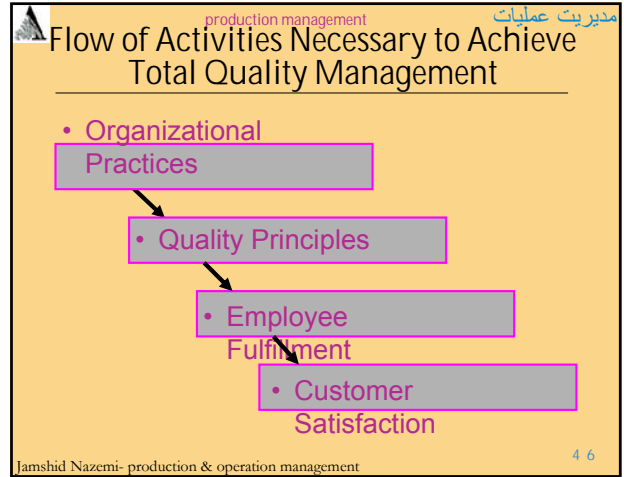 production management
مدیریت عملیات
Flow of Activities Necessary to Achieve
Total Quality Management
• Organizational
Practices
• Quality Principles
• Employee
Fulfillment
• Customer
Satisfaction
Jamshid Nazemi- production & operation management
4 6